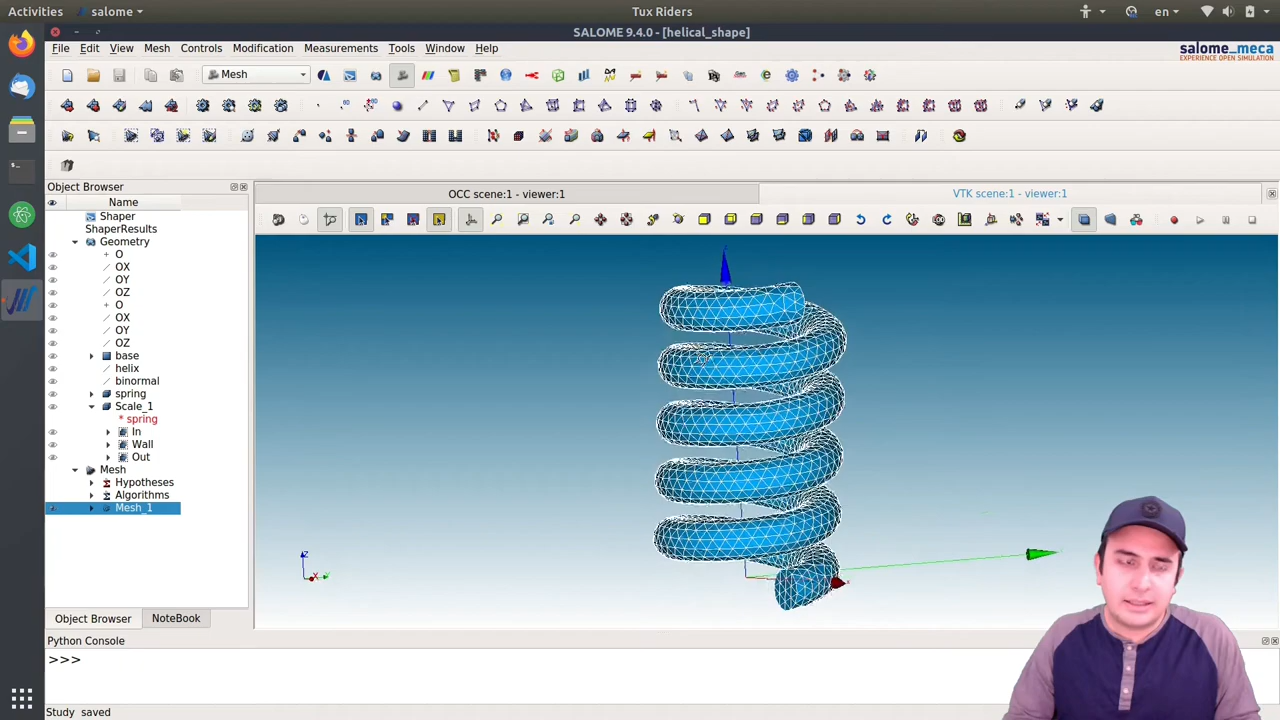 Activities
salome
Tux Riders
en
SALOME 9.4.0 - [helical_shape]
File Edit View Mesh Controls Modification Measurements Tools Window Help
salome_meca
EXPERIENCE OPEN SIMULATION
Mesh
Object Browser
OCC scene:1 - viewer:1
VTK scene:1 - viewer:1
Name
Shaper
ShaperResults
Geometry
O
OX
OY
OZ
O
OX
OY
OZ
base
helix
binormal
spring
Scale_1
* spring
In
Wall
Out
Mesh
Hypotheses
Algorithms
Mesh_1
Z
X
Y
Object Browser
NoteBook
Python Console
>>>
Study saved